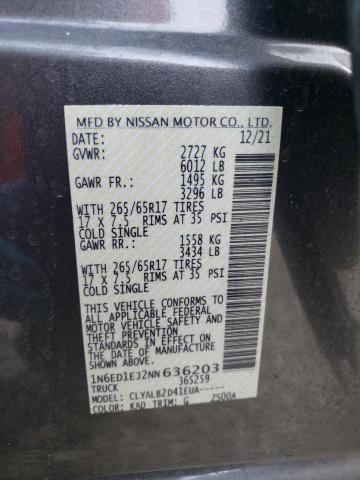 MFD BY NISSAN MOTOR CO., LTD.
DATE: 12/21
GVWR: 2727 KG
6012 LB
GAWR FR.: 1495 KG
3296 LB
WITH 265/65R17 TIRES
17 X 7.5 RIMS AT 35 PSI
COLD SINGLE
GAWR RR.: 1558 KG
3434 LB
WITH 265/65R17 TIRES
17 X 7.5 RIMS AT 35 PSI
COLD SINGLE
THIS VEHICLE CONFORMS TO
ALL APPLICABLE FEDERAL
MOTOR VEHICLE SAFETY AND
THEFT PREVENTION
STANDARDS IN EFFECT ON
THE DATE OF MANUFACTURE
SHOWN ABOVE.
1N6ED1EJ2NN636203
TRUCK 365259
MODEL: CLYALBZD41EUA-----
COLOR: KAD TRIM: G ZS00A